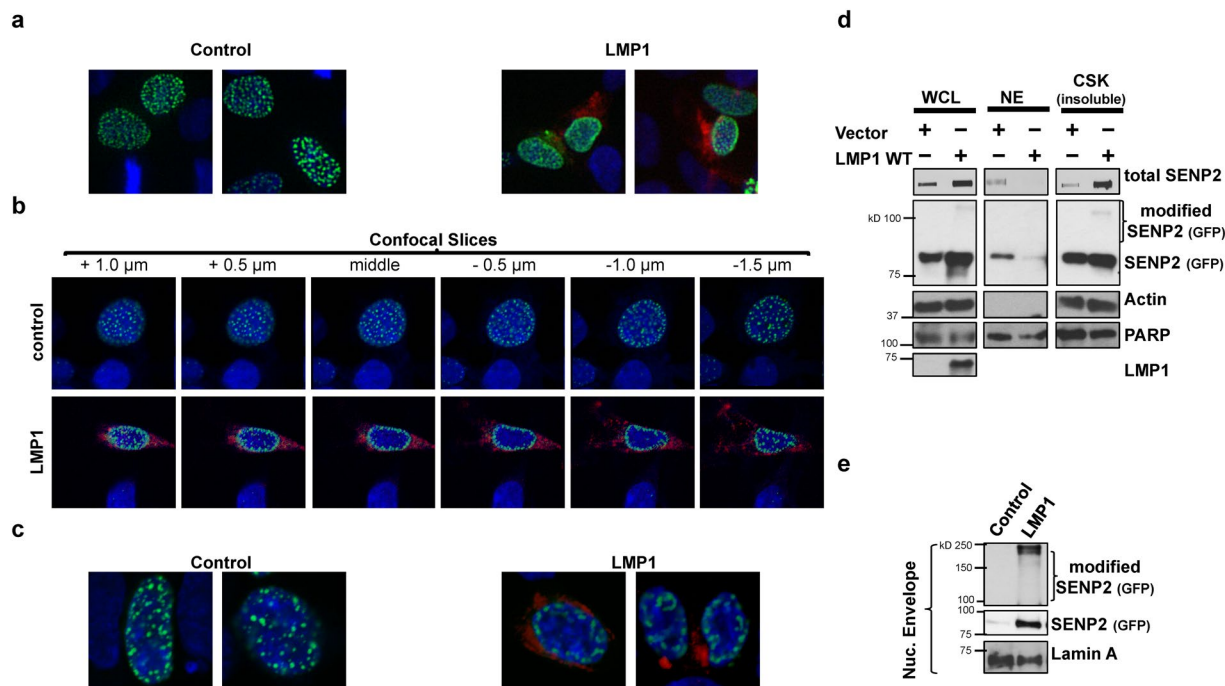 a
Control
LMP1
b
Confocal Slices
+ 1.0 µm + 0.5 µm middle - 0.5 µm -1.0 µm -1.5 µm
control
LMP1
c
Control
LMP1
d
WCL NE CSK
(insoluble)
Vector + − + − + −
LMP1 WT − + − + − +
total SENP2
kD 100
modified
SENP2 (GFP)
SENP2 (GFP)
75
Actin
37
PARP
100
75
LMP1
e
Control LMP1
Nuc. Envelope
kD 250
150
modified
SENP2 (GFP)
100
100
SENP2 (GFP)
75
75
Lamin A